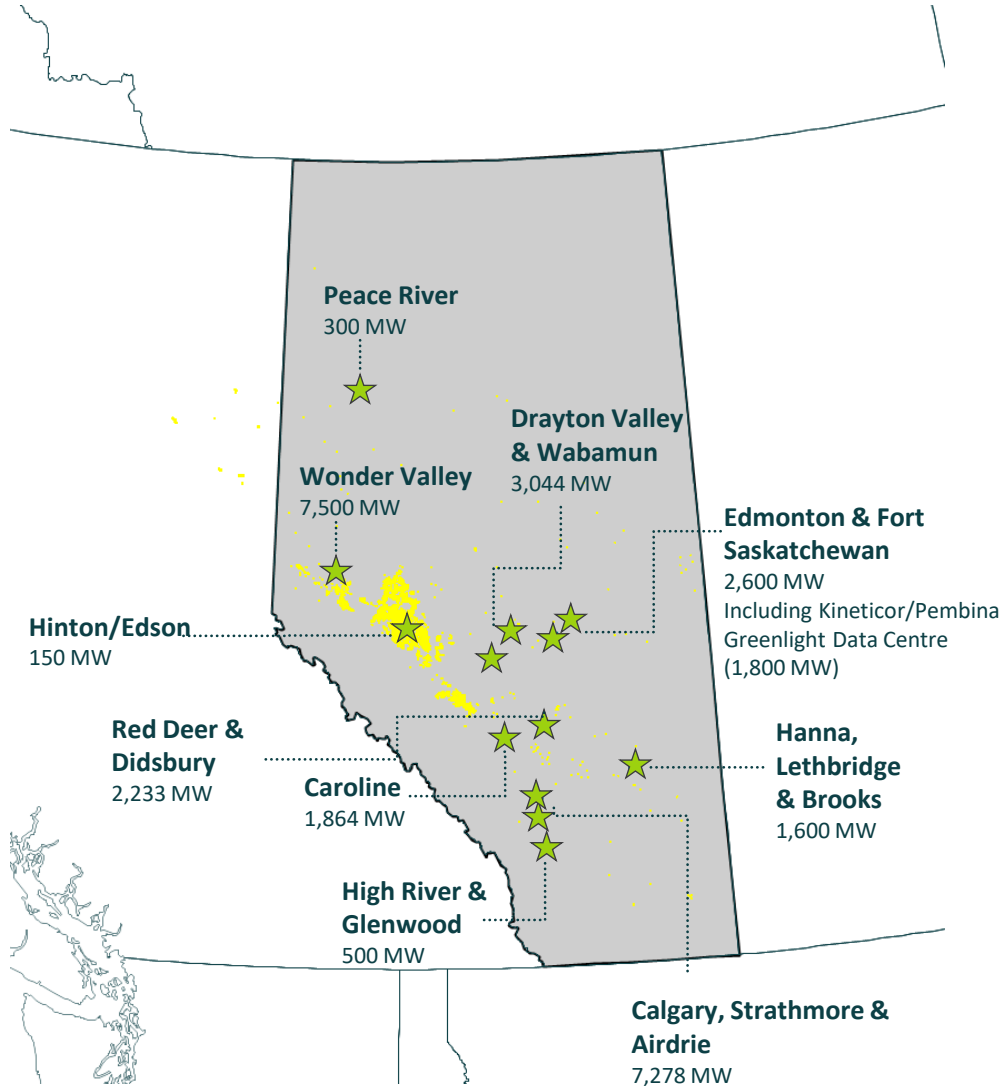 Peace River
300 MW
Drayton Valley
& Wabamun
3,044 MW
Wonder Valley
7,500 MW
Edmonton & Fort
Saskatchewan
2,600 MW
Including Kineticor/Pembina
Greenlight Data Centre
(1,800 MW)
Hinton/Edson
150 MW
Red Deer &
Didsbury
2,233 MW
Caroline
1,864 MW
Hanna,
Lethbridge
& Brooks
1,600 MW
High River &
Glenwood
500 MW
Calgary, Strathmore &
Airdrie
7,278 MW